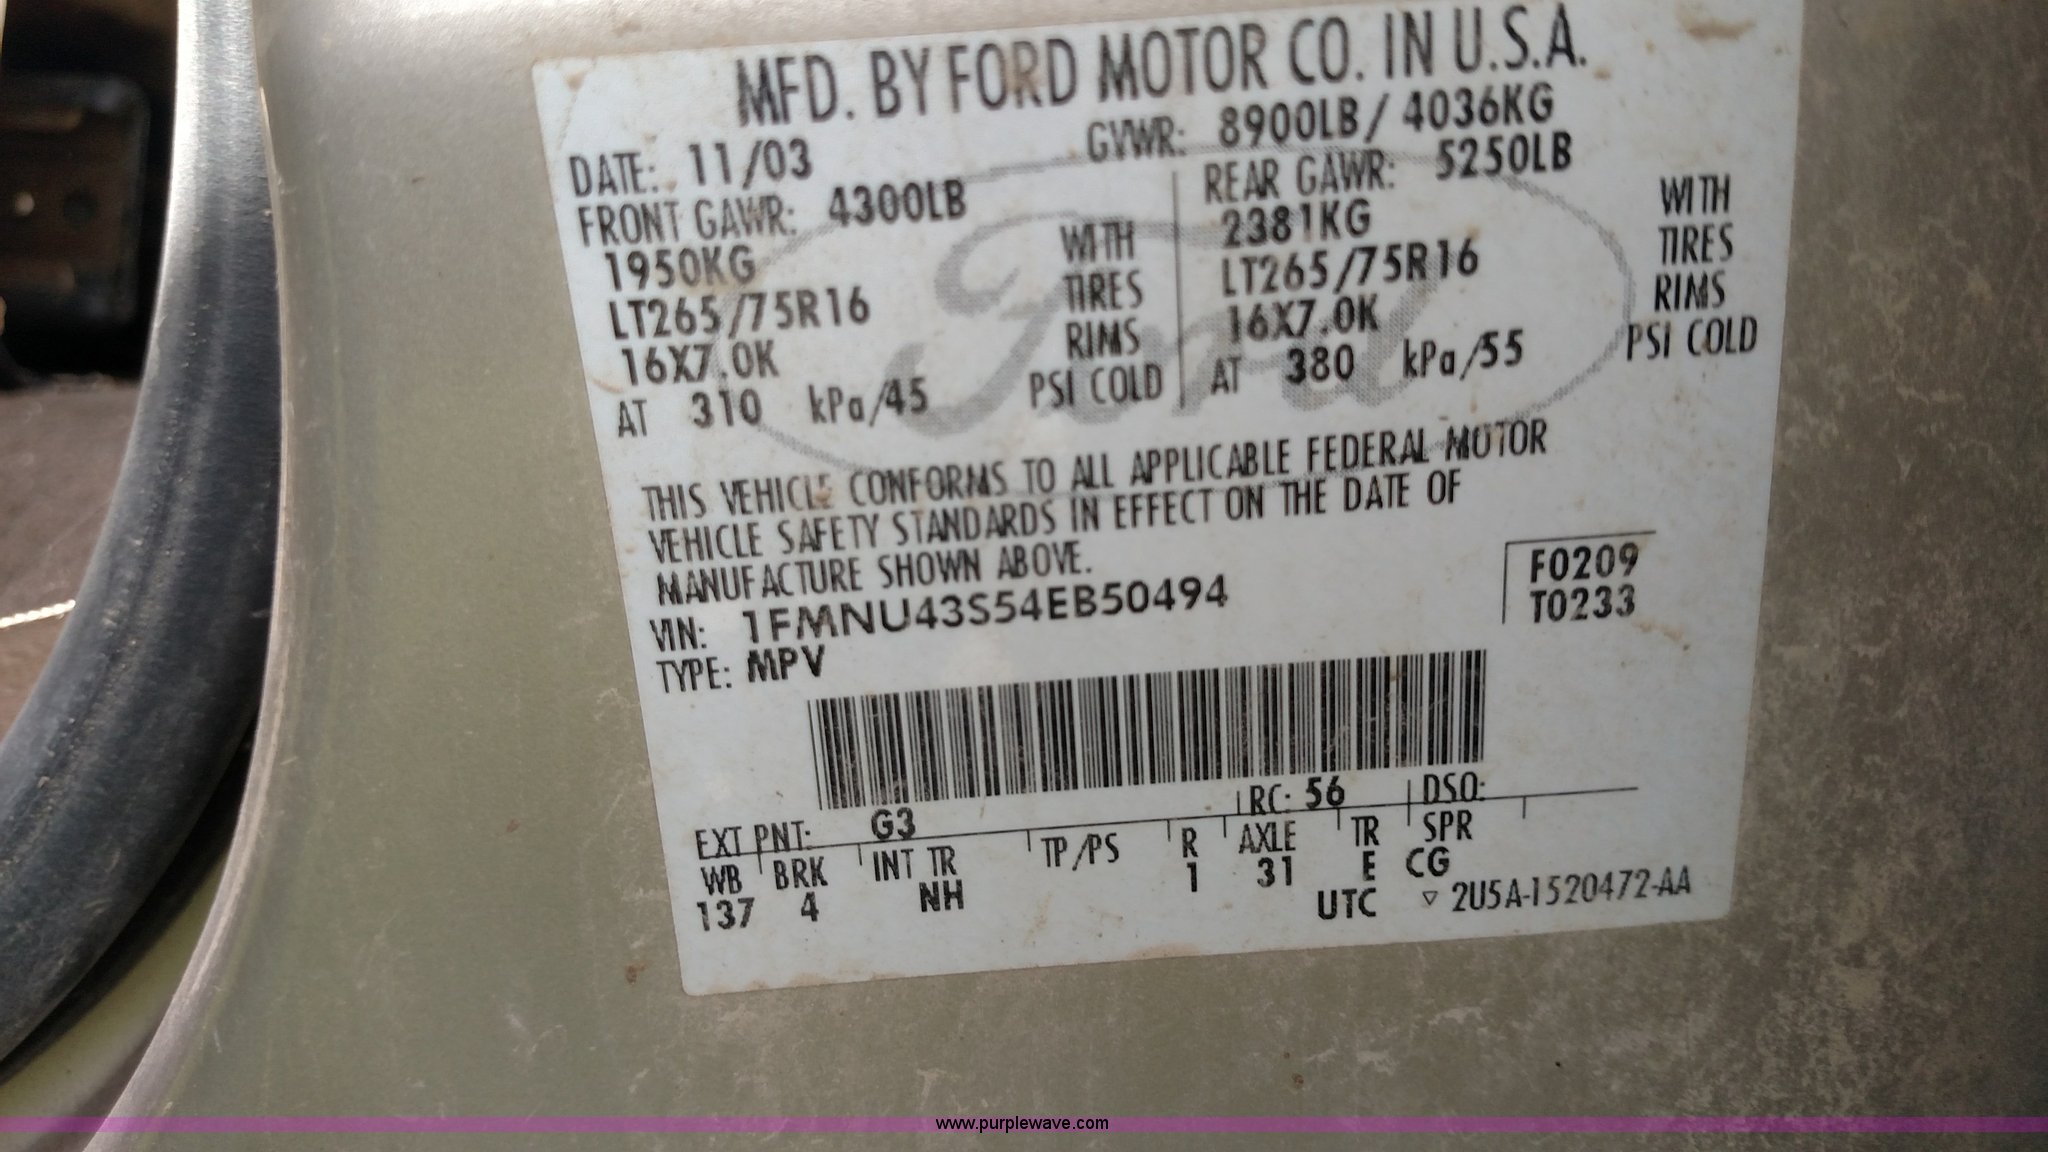 MFD. BY FORD MOTOR CO. IN U.S.A.
DATE: 11/03 GVWR: 8900LB / 4036KG
FRONT GAWR: 4300LB REAR GAWR: 5250LB
1950KG WITH 2381KG WITH
LT265/75R16 TIRES LT265/75R16 TIRES
16X7.0K RIMS 16X7.0K RIMS
AT 310 kPa/45 PSI COLD AT 380 kPa/55 PSI COLD
Ford
THIS VEHICLE CONFORMS TO ALL APPLICABLE FEDERAL MOTOR
VEHICLE SAFETY STANDARDS IN EFFECT ON THE DATE OF
MANUFACTURE SHOWN ABOVE.
F0209
VIN: 1FMNU43S54EB50494 T0233
TYPE: MPV
EXT PNT: G3 RC: 56 DSO:
WB BRK INT TR TP/PS R AXLE TR SPR
137 4 NH 1 31 E CG
UTC ▽ 2U5A-1520472-AA
www.purplewave.com